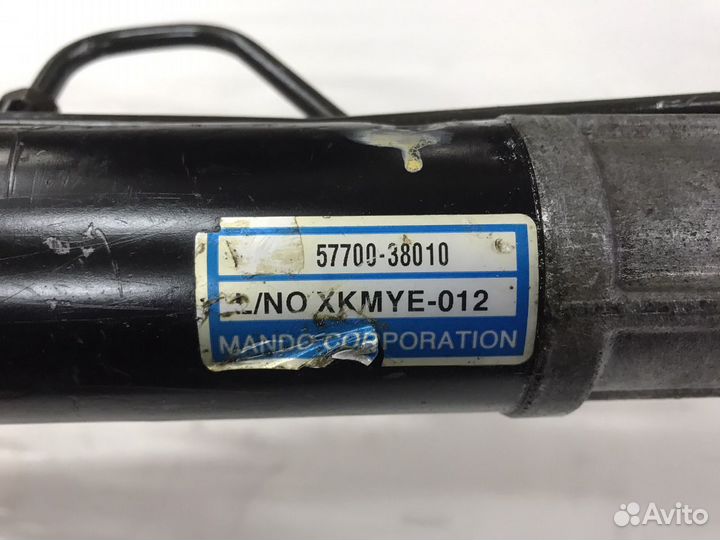 57700-38010
L/NO XKMYE-012
MANDO CORPORATION
Avito